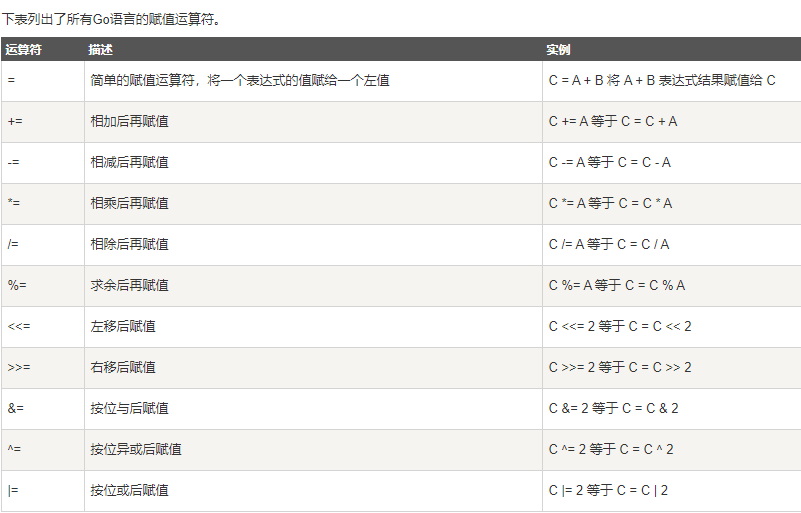 下表列出了所有Go语言的赋值运算符。
运算符 描述 实例
= 简单的赋值运算符，将一个表达式的值赋给一个左值 C = A + B 将 A + B 表达式结果赋值给 C
+= 相加后再赋值 C += A 等于 C = C + A
-= 相减后再赋值 C -= A 等于 C = C - A
*= 相乘后再赋值 C *= A 等于 C = C * A
/= 相除后再赋值 C /= A 等于 C = C / A
%= 求余后再赋值 C %= A 等于 C = C % A
<<= 左移后赋值 C <<= 2 等于 C = C << 2
>>= 右移后赋值 C >>= 2 等于 C = C >> 2
&= 按位与后赋值 C &= 2 等于 C = C & 2
^= 按位异或后赋值 C ^= 2 等于 C = C ^ 2
|= 按位或后赋值 C |= 2 等于 C = C | 2